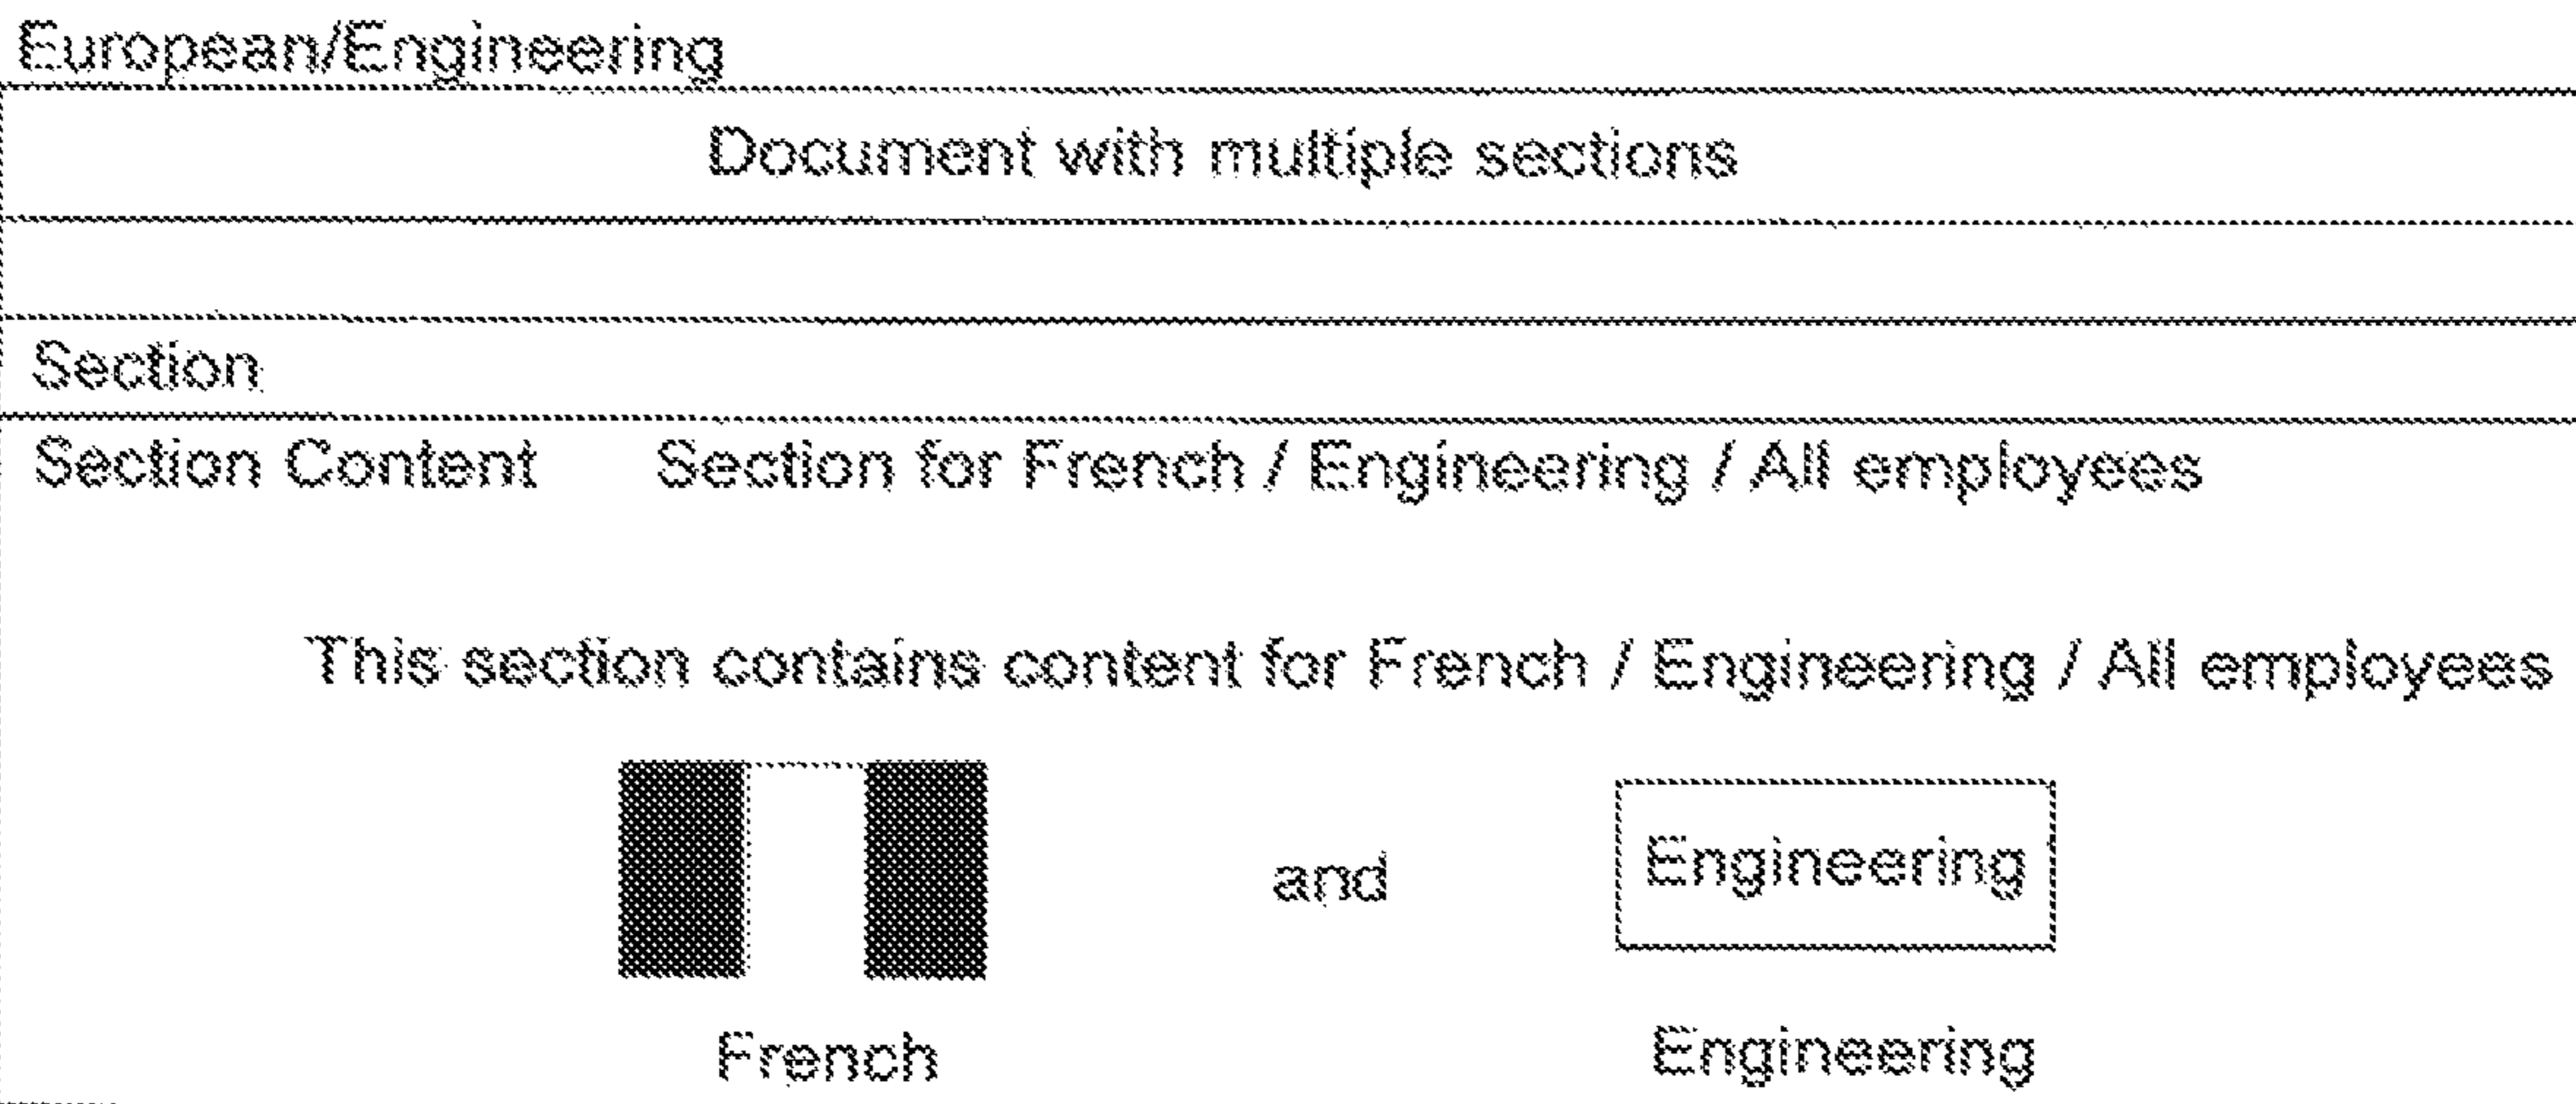 European/Engineering
Document with multiple sections
Section
Section Content Section for French / Engineering / All employees
This section contains content for French / Engineering / All employees
and Engineering
French Engineering